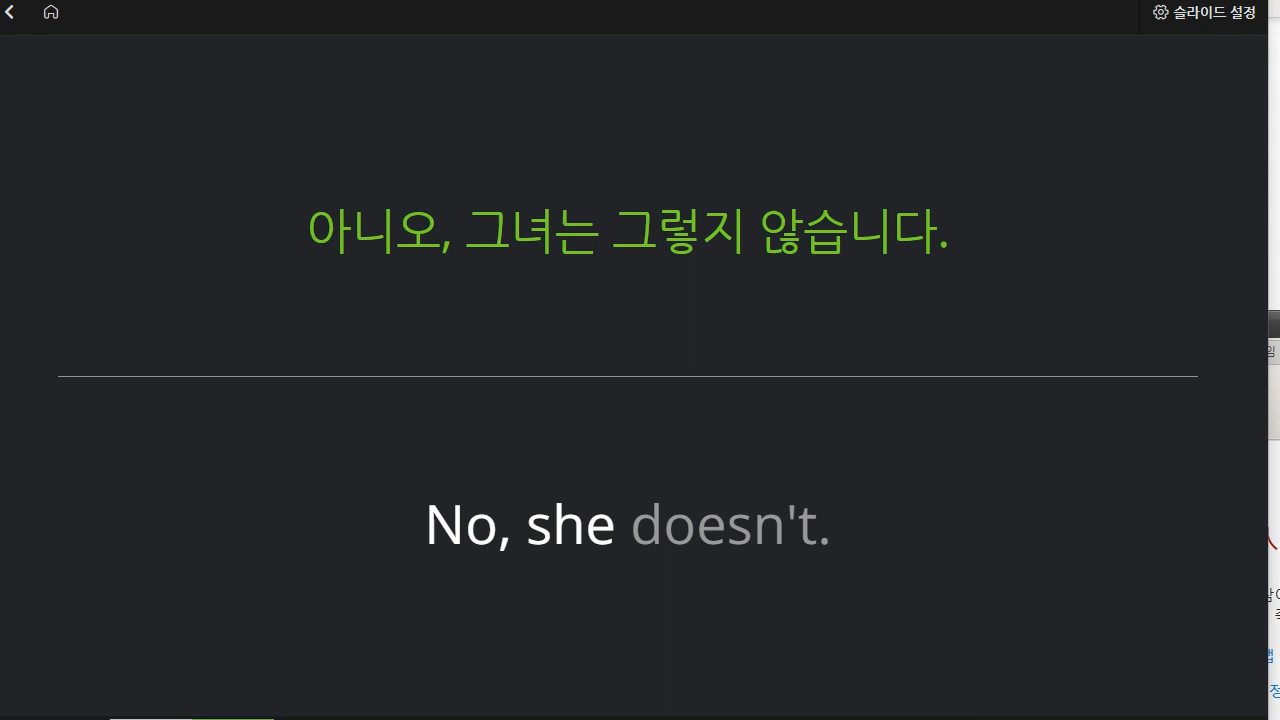 슬라이드 설정
아니오, 그녀는 그렇지 않습니다.
No, she doesn't.